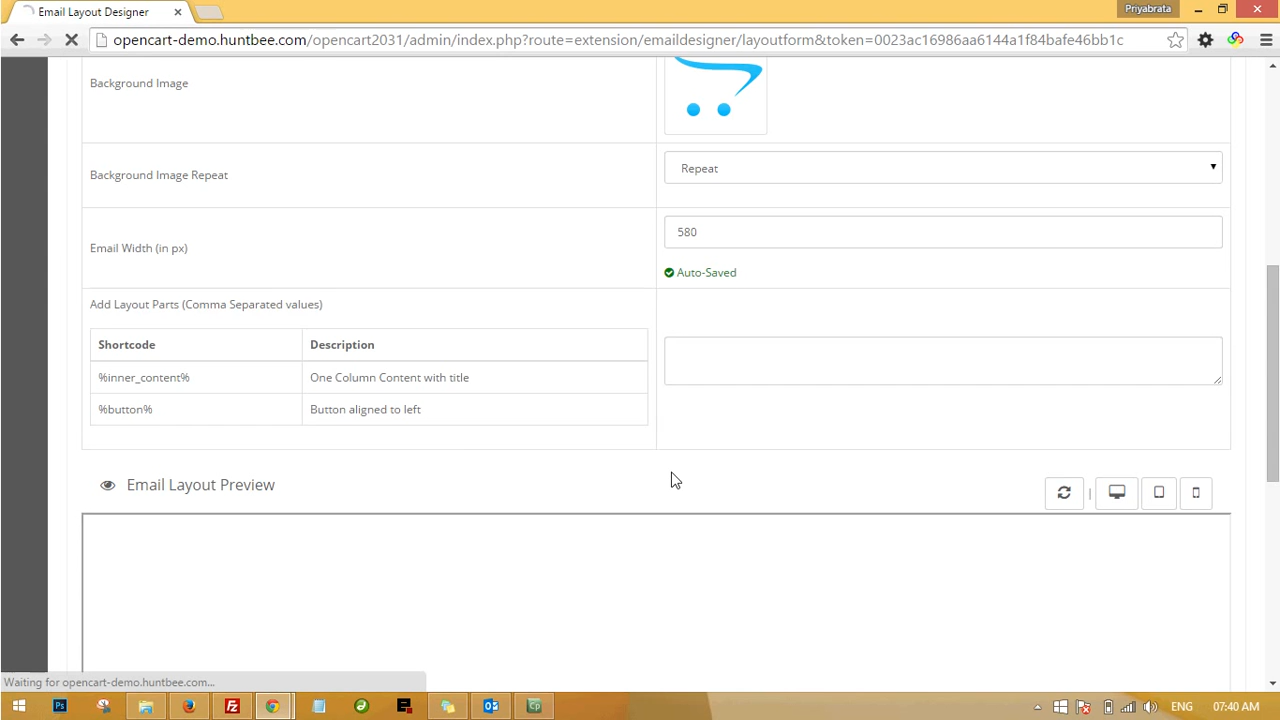 Email Layout Designer
Priyabrata
opencart-demo.huntbee.com/opencart2031/admin/index.php?route=extension/emaildesigner/layoutform&token=0023ac16986aa6144a1f84bafe46bb1c
Background Image
Background Image Repeat
Repeat
Email Width (in px)
580
Auto-Saved
Add Layout Parts (Comma Separated values)
Shortcode Description
%inner_content% One Column Content with title
%button% Button aligned to left
Email Layout Preview
Waiting for opencart-demo.huntbee.com...
Ps
Fz
Cp
ENG
07:40 AM